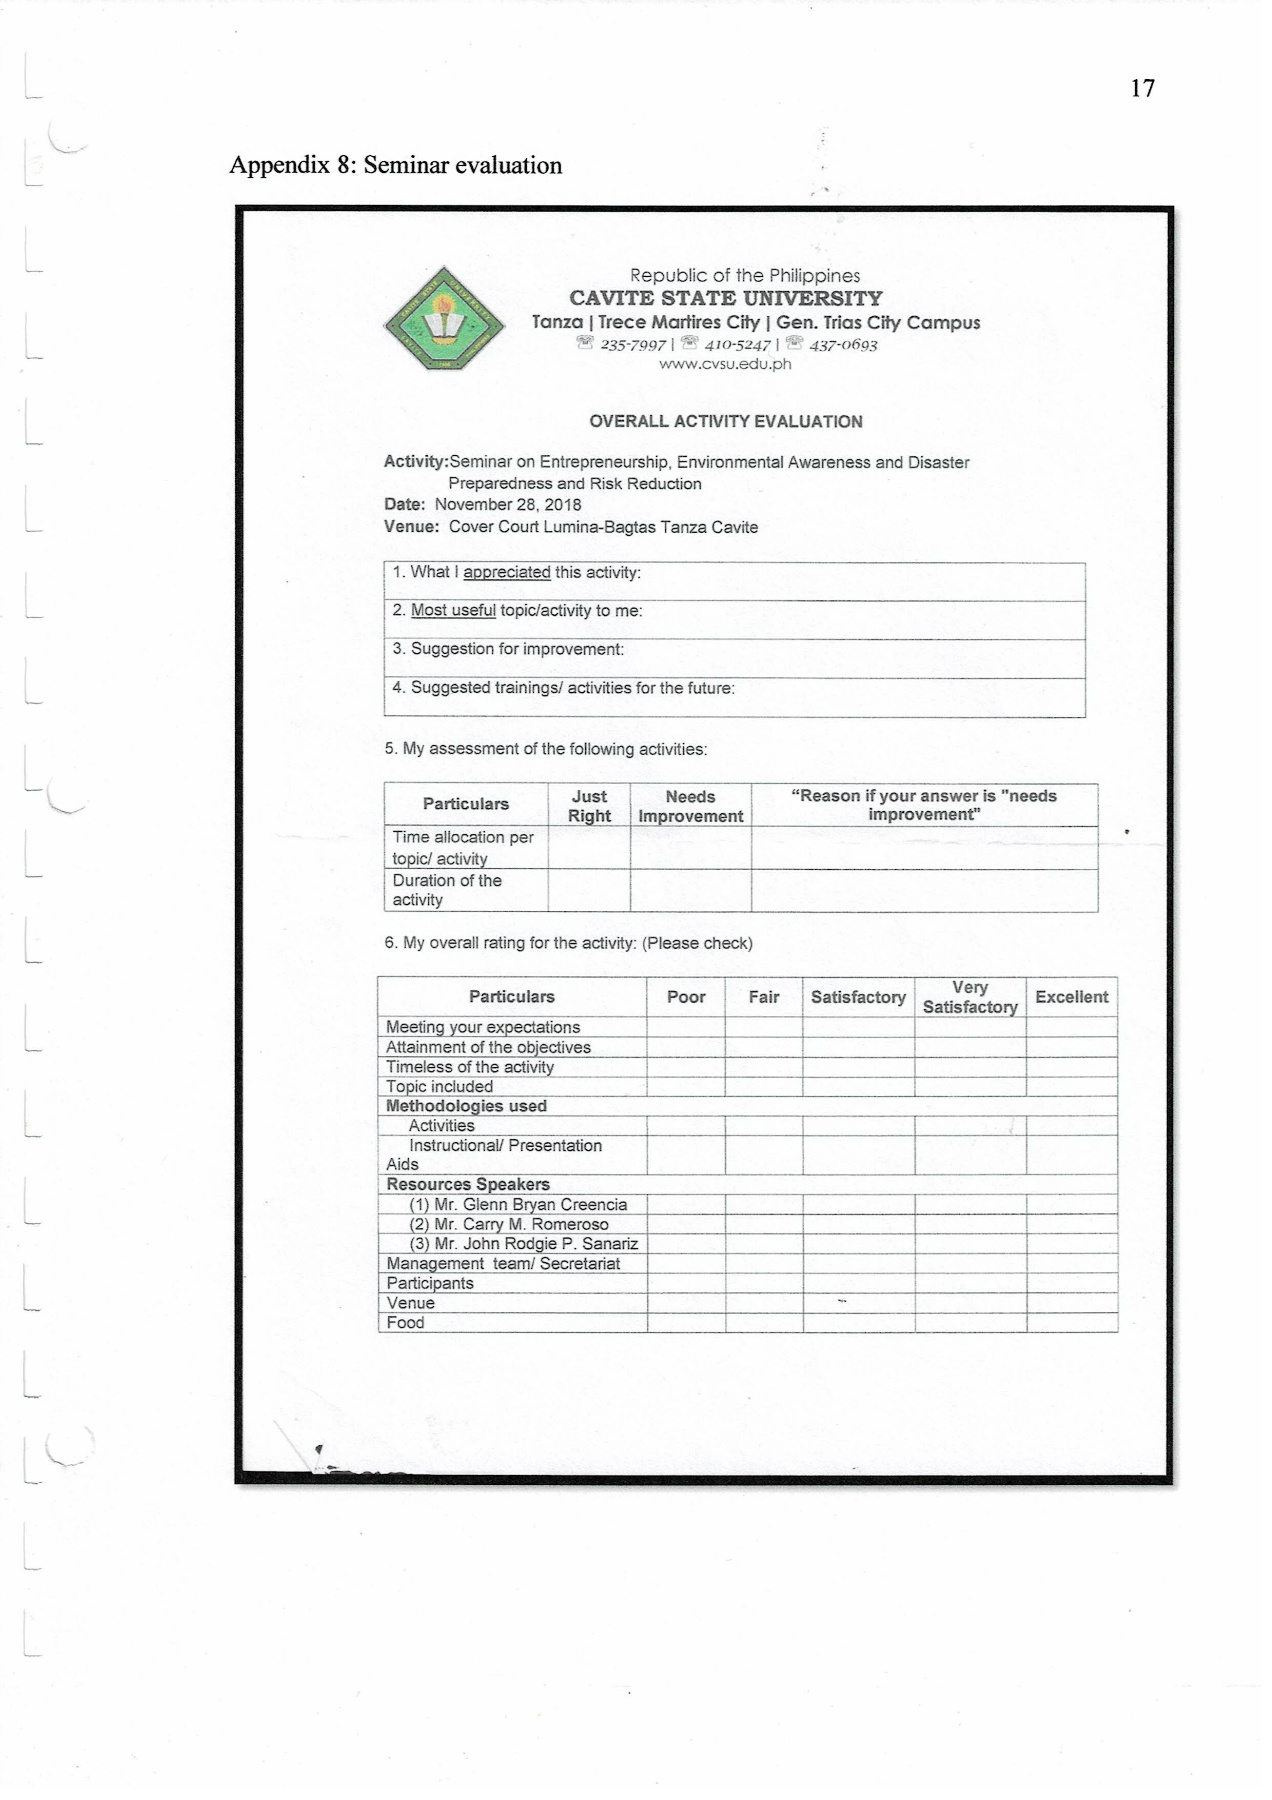 17
Appendix 8: Seminar evaluation
Republic of the Philippines
CAVITE STATE UNIVERSITY
Tanza | Trece Martires City | Gen. Trias City Campus
☏ 235-7997 | ☏ 410-5247 | ☏ 437-0693
www.cvsu.edu.ph
OVERALL ACTIVITY EVALUATION
Activity:Seminar on Entrepreneurship, Environmental Awareness and Disaster
Preparedness and Risk Reduction
Date: November 28, 2018
Venue: Cover Court Lumina-Bagtas Tanza Cavite
1. What I appreciated this activity:
2. Most useful topic/activity to me:
3. Suggestion for improvement:
4. Suggested trainings/ activities for the future:
5. My assessment of the following activities:
Particulars Just Right Needs Improvement “Reason if your answer is "needs improvement"
Time allocation per
topic/ activity
Duration of the
activity
6. My overall rating for the activity: (Please check)
Particulars Poor Fair Satisfactory Very Satisfactory Excellent
Meeting your expectations
Attainment of the objectives
Timeless of the activity
Topic included
Methodologies used
Activities
Instructional/ Presentation
Aids
Resources Speakers
(1) Mr. Glenn Bryan Creencia
(2) Mr. Carry M. Romeroso
(3) Mr. John Rodgie P. Sanariz
Management team/ Secretariat
Participants
Venue
Food